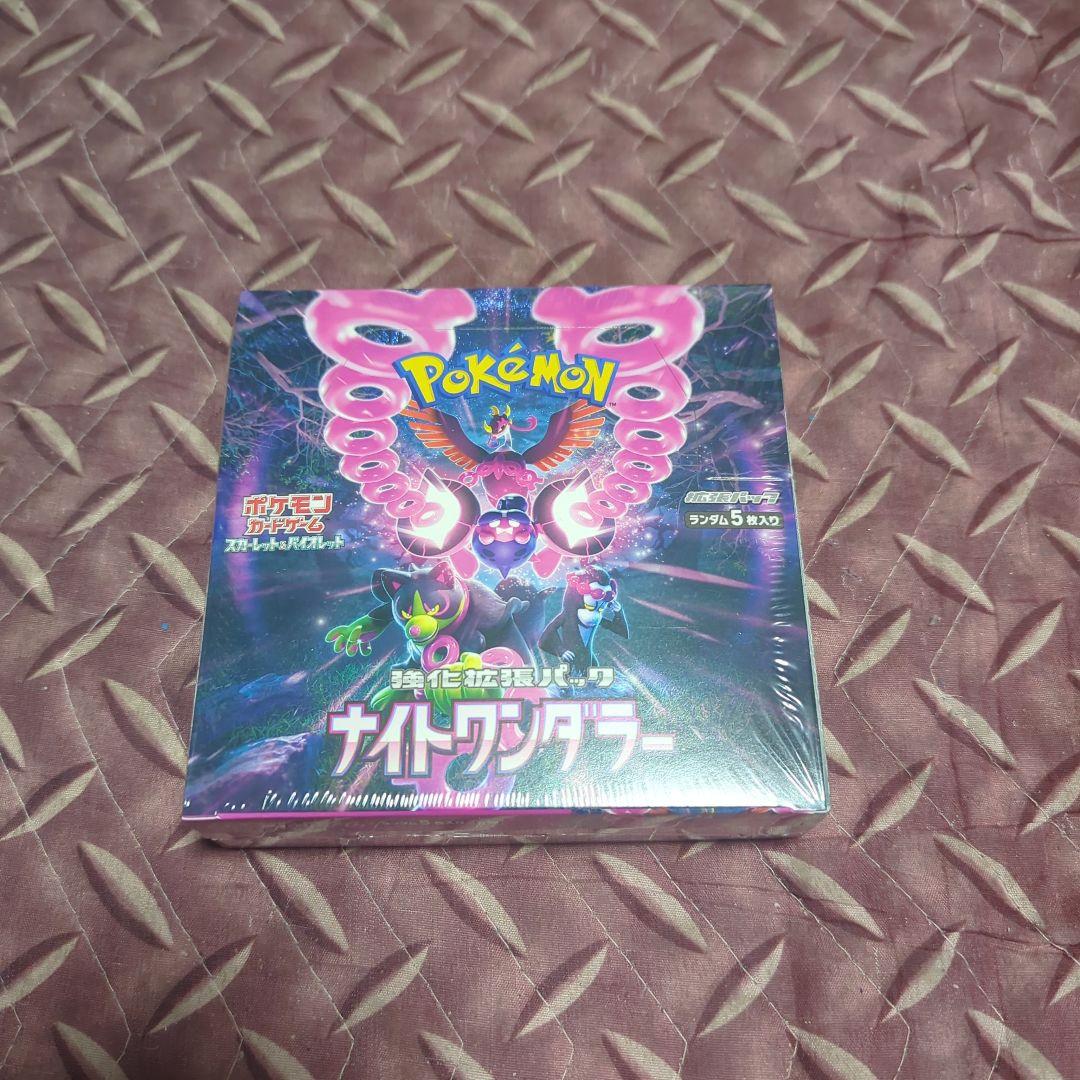 POKéMON
TM
ポケモン
カードゲーム
スカーレット&バイオレット
拡張パック
ランダム5枚入り
強化拡張パック
ナイトワンダラー